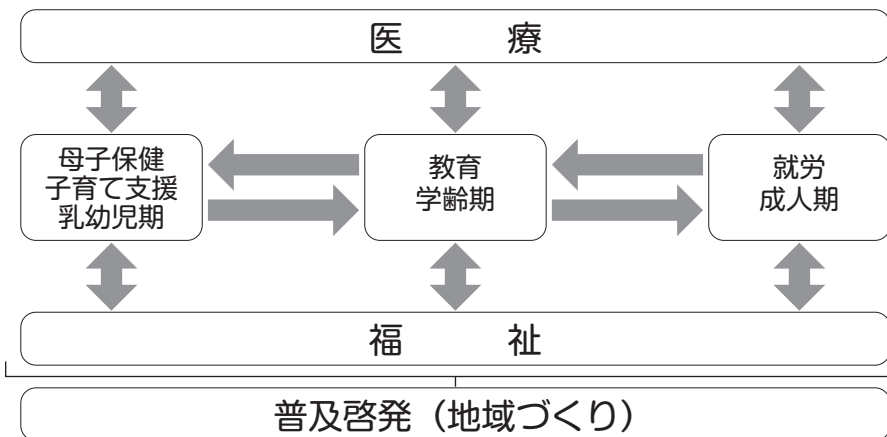 医療
母子保健
子育て支援
乳幼児期
教育
学齢期
就労
成人期
福祉
普及啓発（地域づくり）